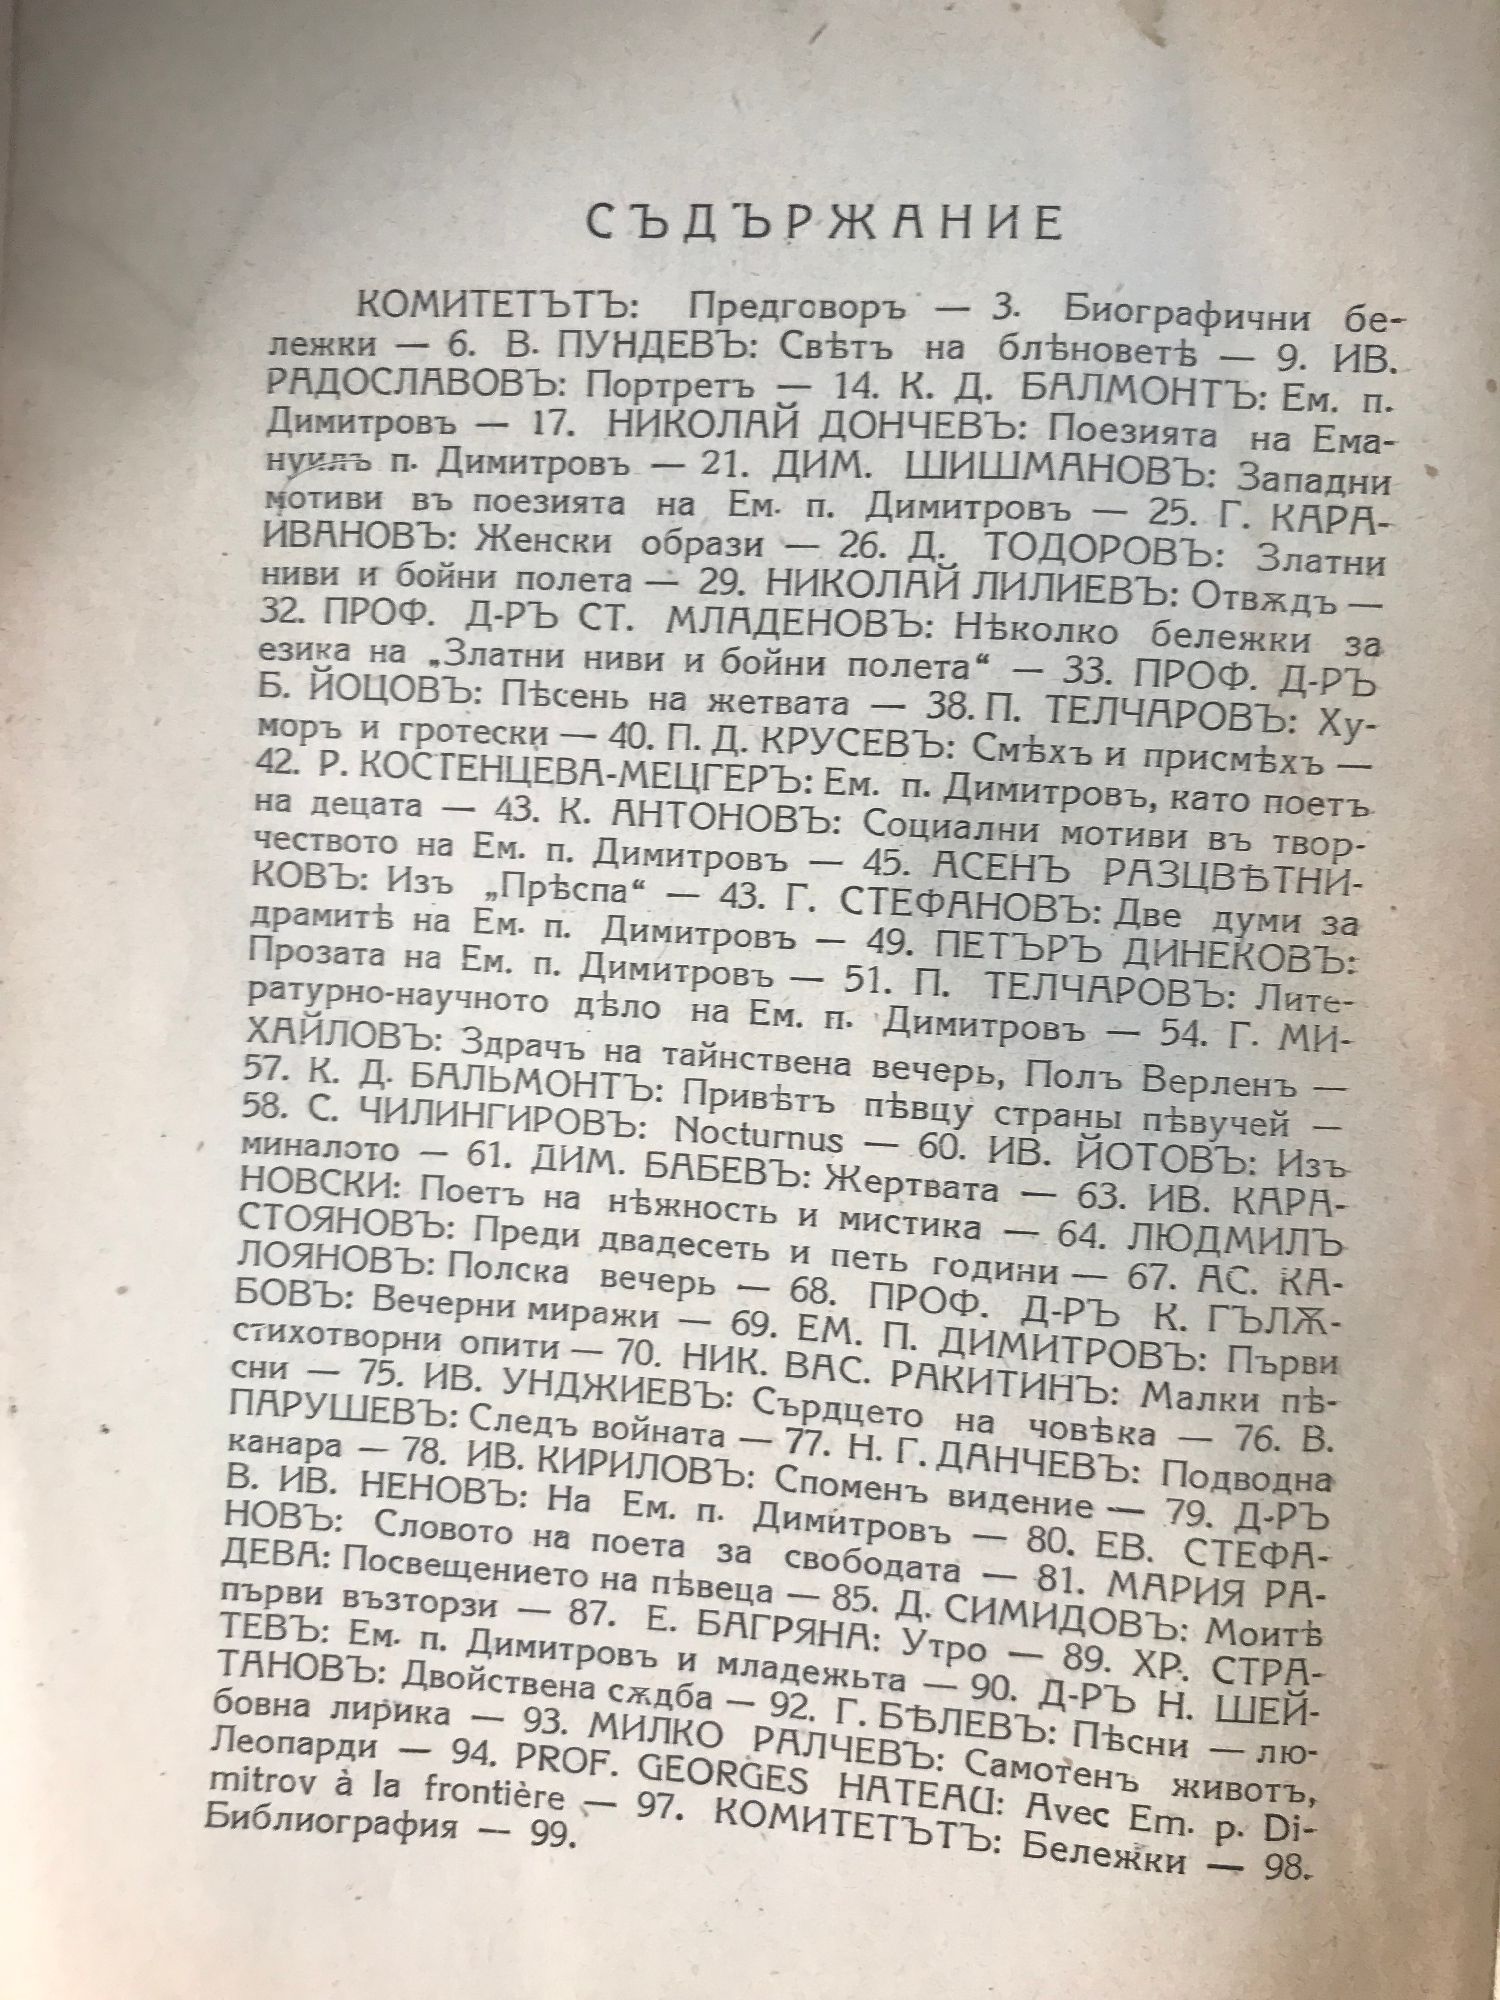 СЪДЪРЖАНИЕ
КОМИТЕТЪТЪ: Предговоръ — 3. Биографични бе-
лежки — 6. В. ПУНДЕВЪ: Свѣтъ на блѣноветѣ — 9. ИВ.
РАДОСЛАВОВЪ: Портретъ — 14. К. Д. БАЛМОНТЪ: Ем. п.
Димитровъ — 17. НИКОЛАЙ ДОНЧЕВЪ: Поезията на Ема-
нуилъ п. Димитровъ — 21. ДИМ. ШИШМАНОВЪ: Западни
мотиви въ поезията на Ем. п. Димитровъ — 25. Г. КАРА-
ИВАНОВЪ: Женски образи — 26. Д. ТОДОРОВЪ: Златни
ниви и бойни полета — 29. НИКОЛАЙ ЛИЛИЕВЪ: Отвѫдъ —
32. ПРОФ. Д-РЪ СТ. МЛАДЕНОВЪ: Нѣколко бележки за
езика на „Златни ниви и бойни полета“ — 33. ПРОФ. Д-РЪ
Б. ЙОЦОВЪ: Пѣсень на жетвата — 38. П. ТЕЛЧАРОВЪ: Ху-
моръ и гротески — 40. П. Д. КРУСЕВЪ: Смѣхъ и присмѣхъ —
42. Р. КОСТЕНЦЕВА-МЕЦГЕРЪ: Ем. п. Димитровъ, като поетъ
на децата — 43. К. АНТОНОВЪ: Социални мотиви въ твор-
чеството на Ем. п. Димитровъ — 45. АСЕНЪ РАЗЦВѢТНИ-
КОВЪ: Изъ „Прѣспа“ — 43. Г. СТЕФАНОВЪ: Две думи за
драмитѣ на Ем. п. Димитровъ — 49. ПЕТЪРЪ ДИНЕКОВЪ:
Прозата на Ем. п. Димитровъ — 51. П. ТЕЛЧАРОВЪ: Лите-
ратурно-научното дѣло на Ем. п. Димитровъ — 54. Г. МИ-
ХАЙЛОВЪ: Здрачъ на тайнствена вечерь, Полъ Верленъ —
57. К. Д. БАЛЬМОНТЪ: Привѣтъ пѣвцу страны пѣвучей —
58. С. ЧИЛИНГИРОВЪ: Nocturnus — 60. ИВ. ЙОТОВЪ: Изъ
миналото — 61. ДИМ. БАБЕВЪ: Жертвата — 63. ИВ. КАРА-
НОВСКИ: Поетъ на нѣжность и мистика — 64. ЛЮДМИЛЪ
СТОЯНОВЪ: Преди двадесеть и петь години — 67. АС. КА-
ЛОЯНОВЪ: Полска вечерь — 68. ПРОФ. Д-РЪ К. ГЪЛѪ-
БОВЪ: Вечерни миражи — 69. ЕМ. П. ДИМИТРОВЪ: Първи
стихотворни опити — 70. НИК. ВАС. РАКИТИНЪ: Малки пѣ-
сни — 75. ИВ. УНДЖИЕВЪ: Сърдцето на човѣка — 76. В.
ПАРУШЕВЪ: Следъ войната — 77. Н. Г. ДАНЧЕВЪ: Подводна
канара — 78. ИВ. КИРИЛОВЪ: Споменъ видение — 79. Д-РЪ
В. ИВ. НЕНОВЪ: На Ем. п. Димитровъ — 80. ЕВ. СТЕФА-
НОВЪ: Словото на поета за свободата — 81. МАРИЯ РА-
ДЕВА: Посвещението на пѣвеца — 85. Д. СИМИДОВЪ: Моитѣ
първи възторзи — 87. Е. БАГРЯНА: Утро — 89. ХР. СТРА-
ТЕВЪ: Ем. п. Димитровъ и младежьта — 90. Д-РЪ Н. ШЕЙ-
ТАНОВЪ: Двойствена сѫдба — 92. Г. БѢЛЕВЪ: Пѣсни — лю-
бовна лирика — 93. МИЛКО РАЛЧЕВЪ: Самотенъ животъ,
Леопарди — 94. PROF. GEORGES HATEAU: Avec Em. p. Di-
mitrov à la frontière — 97. КОМИТЕТЪТЪ: Бележки — 98.
Библиография — 99.